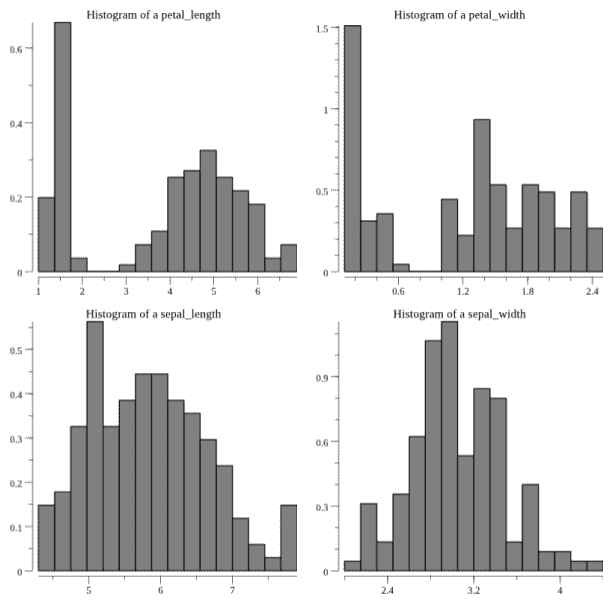 Histogram of a petal_length
0.6
0.4
0.2
0
1 2 3 4 5 6
Histogram of a petal_width
1.5
1
0.5
0
0.6 1.2 1.8 2.4
Histogram of a sepal_length
0.5
0.4
0.3
0.2
0.1
0
5 6 7
Histogram of a sepal_width
0.9
0.6
0.3
0
2.4 3.2 4